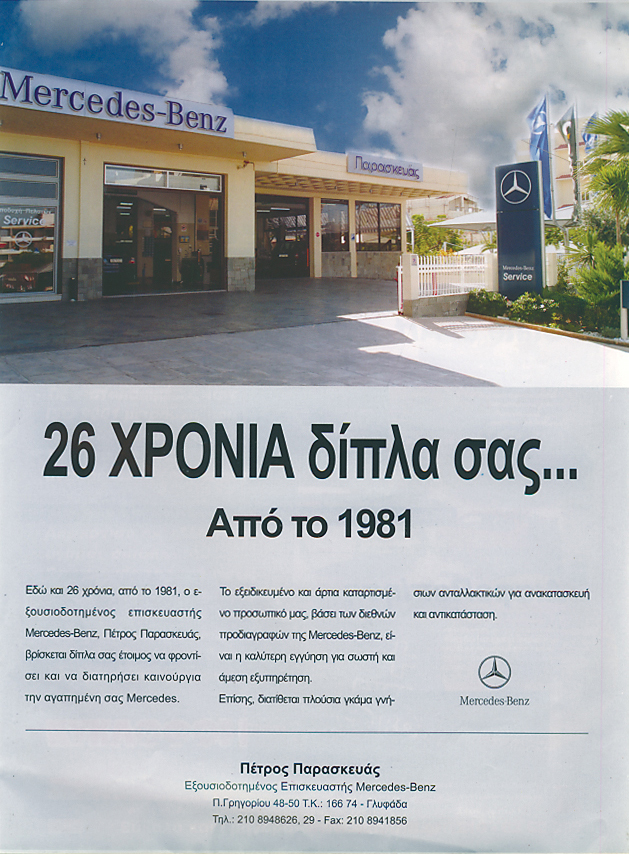 Mercedes-Benz
Παρασκευάς
Service
Mercedes-Benz
Service
26 ΧΡΟΝΙΑ δίπλα σας...
Από το 1981
Εδώ και 26 χρόνια, από το 1981, ο ε-
ξουσιοδοτημένος επισκευαστής
Mercedes-Benz, Πέτρος Παρασκευάς,
βρίσκεται δίπλα σας έτοιμος να φροντί-
σει και να διατηρήσει καινούργια
την αγαπημένη σας Mercedes.
Το εξειδικευμένο και άρτια καταρτισμέ-
νο προσωπικό μας, βάσει των διεθνών
προδιαγραφών της Mercedes-Benz, εί-
ναι η καλύτερη εγγύηση για σωστή και
άμεση εξυπηρέτηση.
Επίσης, διατίθεται πλούσια γκάμα γνή-
σιων ανταλλακτικών για ανακατασκευή
και αντικατάσταση.
Mercedes-Benz
Πέτρος Παρασκευάς
Εξουσιοδοτημένος Επισκευαστής Mercedes-Benz
Π.Γρηγορίου 48-50 Τ.Κ.: 166 74 - Γλυφάδα
Τηλ.: 210 8948626, 29 - Fax: 210 8941856